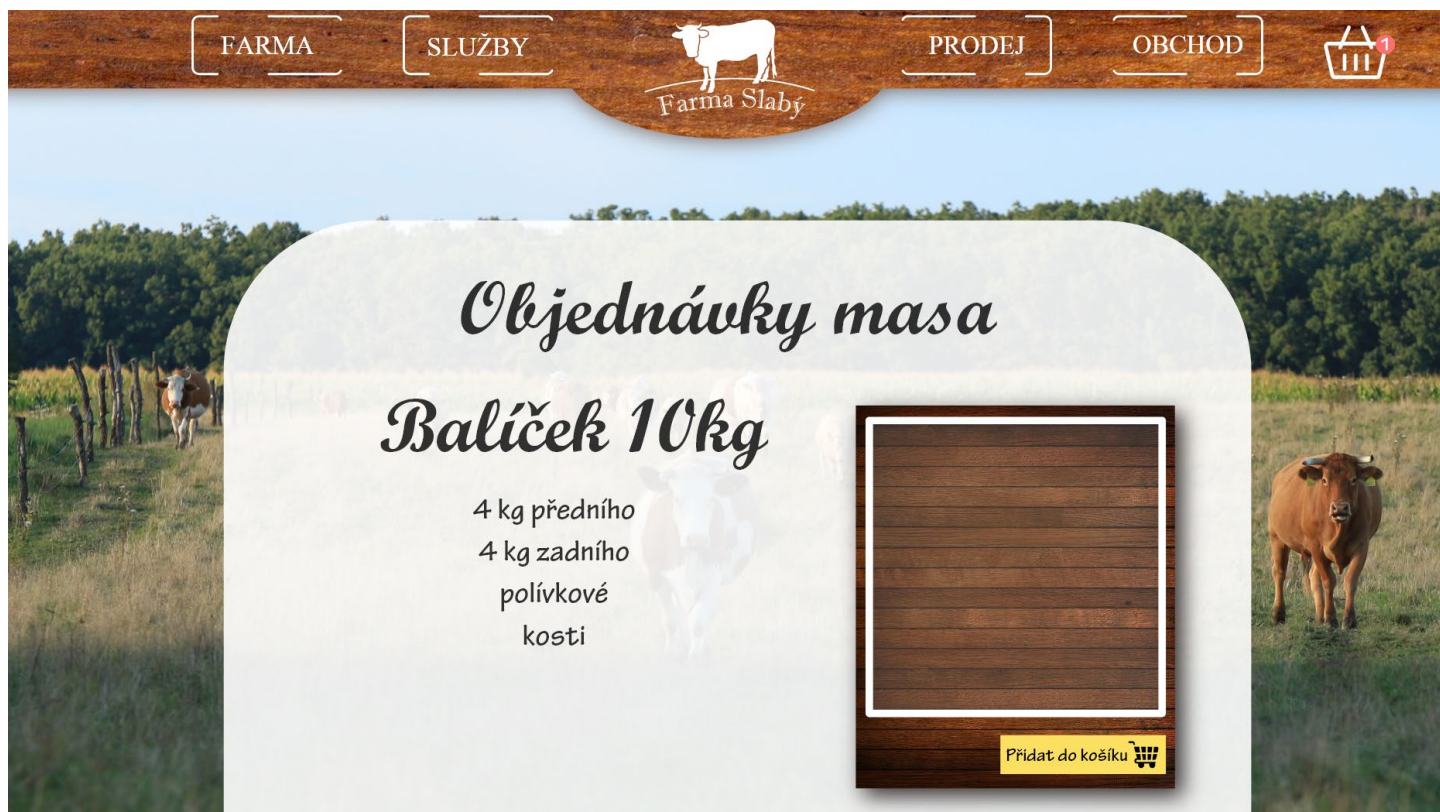 FARMA
SLUŽBY
Farma Slabý
PRODEJ
OBCHOD
1
Objednávky masa
Balíček 10kg
4 kg předního
4 kg zadního
polívkové
kosti
Přidat do košíku